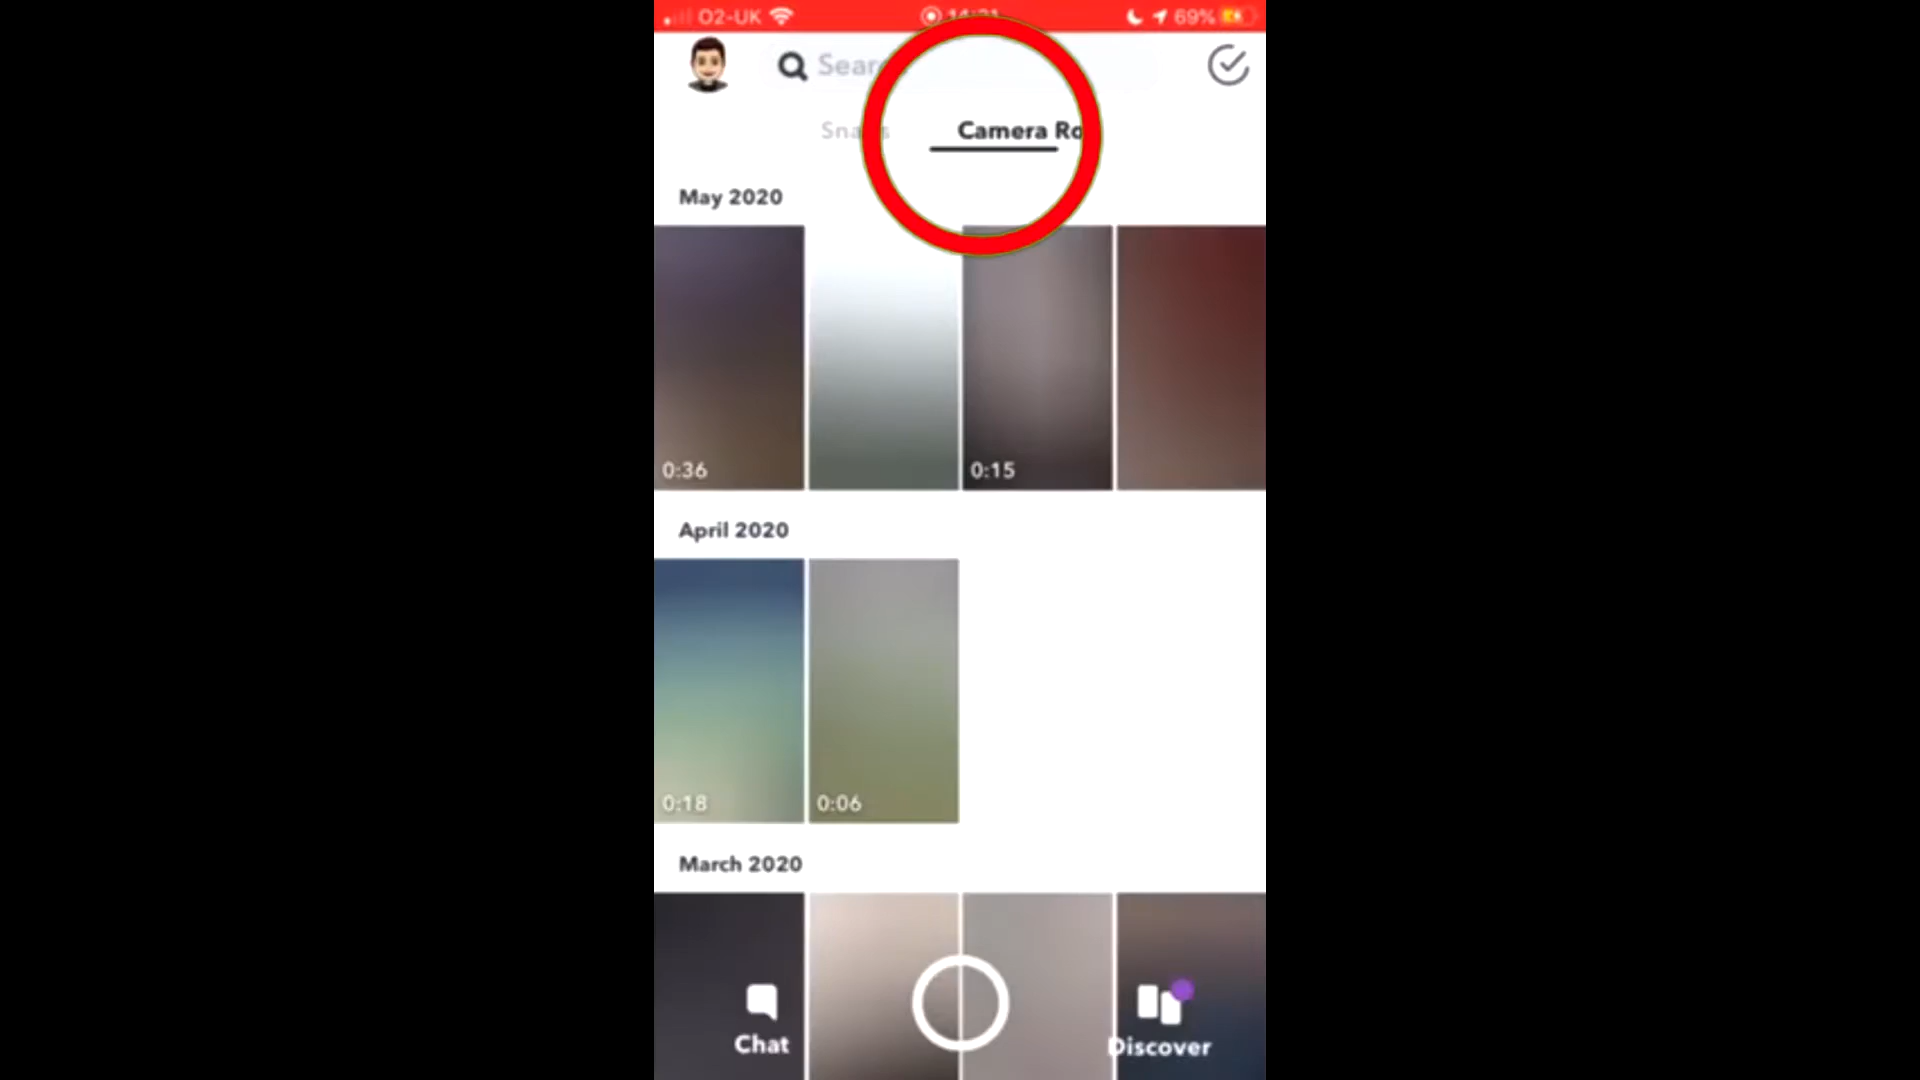 O2-UK 69%
Snaps Camera Ro
May 2020
0:36 0:15
April 2020
0:18 0:06
March 2020
Chat Discover